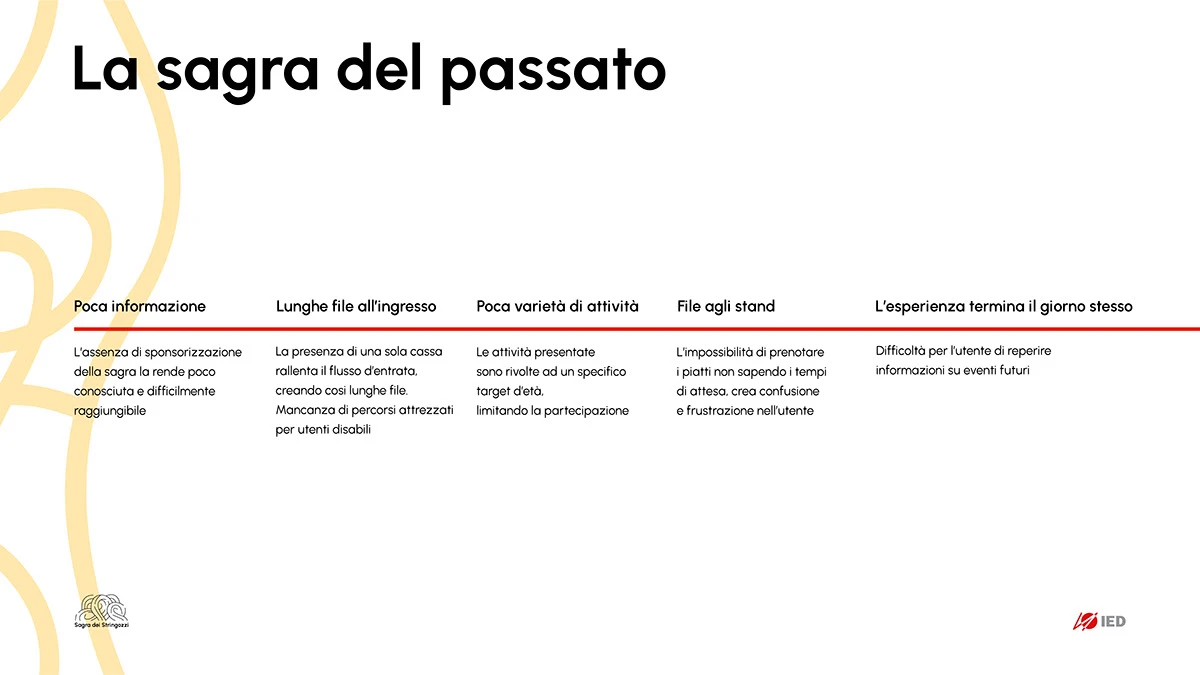 La sagra del passato
Poca informazione
L'assenza di sponsorizzazione
della sagra la rende poco
conosciuta e difficilmente
raggiungibile
Lunghe file all'ingresso
La presenza di una sola cassa
rallenta il flusso d'entrata,
creando cosi lunghe file.
Mancanza di percorsi attrezzati
per utenti disabili
Poca varietà di attività
Le attività presentate
sono rivolte ad un specifico
target d'età,
limitando la partecipazione
File agli stand
L'impossibilità di prenotare
i piatti non sapendo i tempi
di attesa, crea confusione
e frustrazione nell'utente
L'esperienza termina il giorno stesso
Difficoltà per l'utente di reperire
informazioni su eventi futuri
Sagra dei Stringozzi
IED